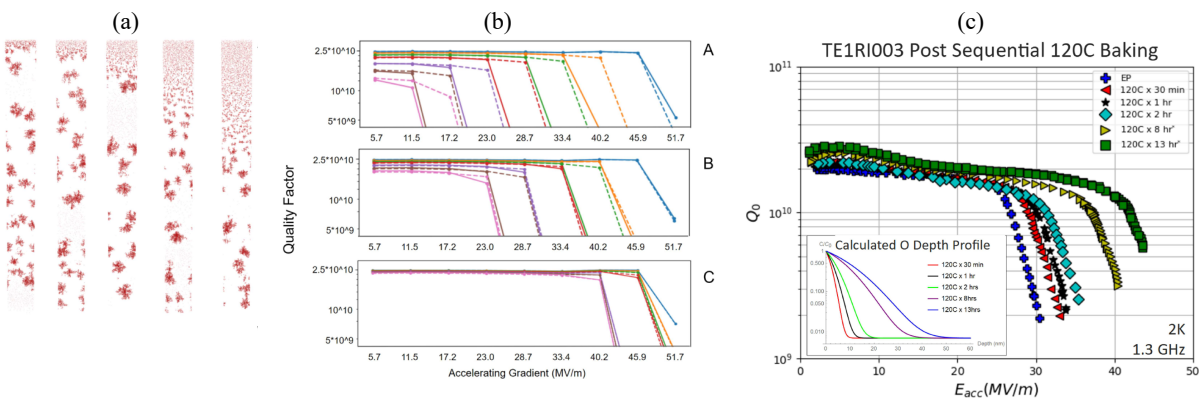 (a)
(b)
(c)
Quality Factor
2.5*10^10
10^10
5*10^9
A
5.7 11.5 17.2 23.0 28.7 33.4 40.2 45.9 51.7
2.5*10^10
10^10
5*10^9
B
5.7 11.5 17.2 23.0 28.7 33.4 40.2 45.9 51.7
2.5*10^10
10^10
5*10^9
C
5.7 11.5 17.2 23.0 28.7 33.4 40.2 45.9 51.7
Accelerating Gradient (MV/m)
TE1RI003 Post Sequential 120C Baking
10^11
10^10
10^9
Q_0
EP
120C x 30 min
120C x 1 hr
120C x 2 hr
120C x 8 hr*
120C x 13 hr*
Calculated O Depth Profile
C/C_0
0.500
0.100
0.050
0.010
120C x 30 min
120C x 1 hr
120C x 2 hrs
120C x 8hrs
120C x 13hrs
0 10 20 30 40 50 60
Depth (nm)
2K
1.3 GHz
0 10 20 30 40 50
E_acc(MV/m)